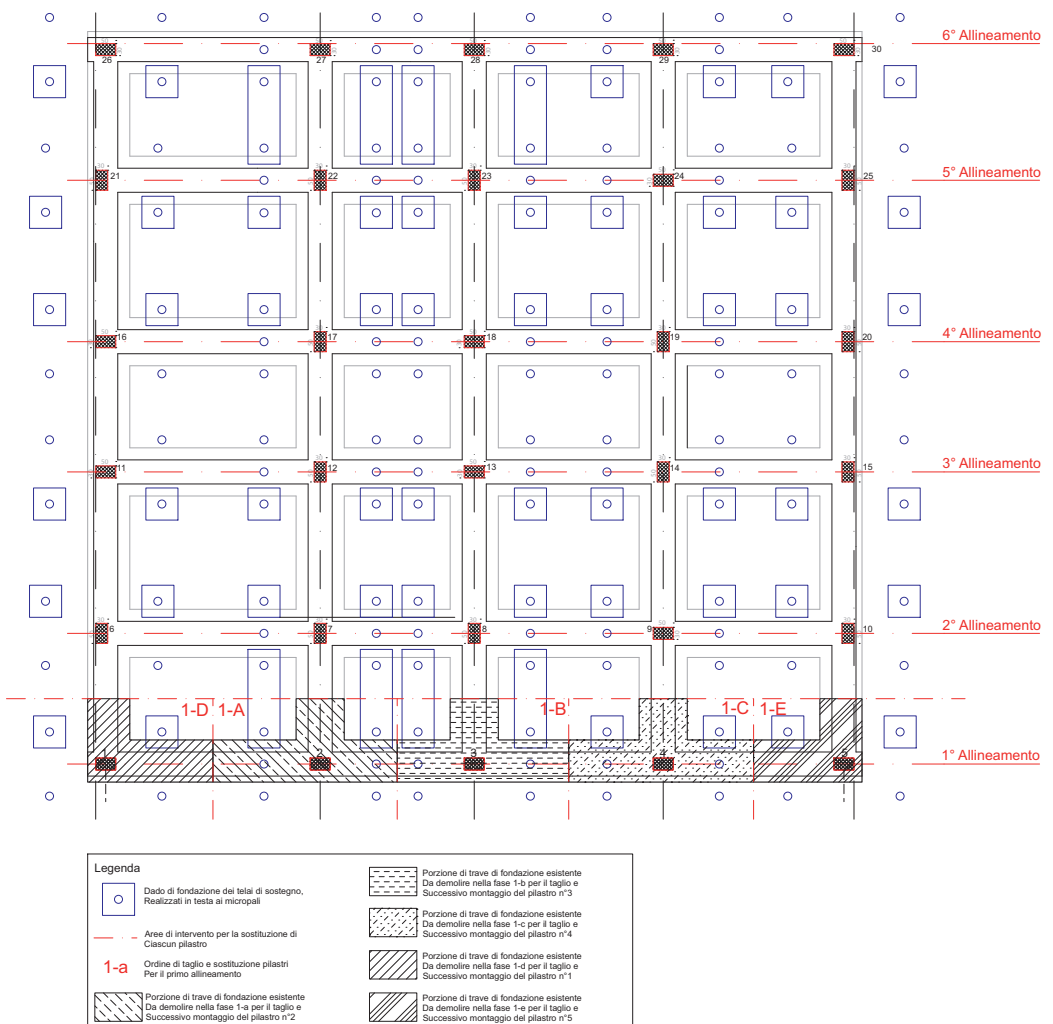 6° Allineamento
26
27
28
29
30
21
22
23
24
25
5° Allineamento
16
17
18
19
20
4° Allineamento
11
12
13
14
15
3° Allineamento
6
7
8
9
10
2° Allineamento
1-D 1-A
1-B
1-C 1-E
1
2
3
4
5
1° Allineamento
Legenda
Dado di fondazione dei telai di sostegno,
Realizzati in testa ai micropali
Aree di intervento per la sostituzione di
Ciascun pilastro
1-a
Ordine di taglio e sostituzione pilastri
Per il primo allineamento
Porzione di trave di fondazione esistente
Da demolire nella fase 1-a per il taglio e
Successivo montaggio del pilastro n°2
Porzione di trave di fondazione esistente
Da demolire nella fase 1-b per il taglio e
Successivo montaggio del pilastro n°3
Porzione di trave di fondazione esistente
Da demolire nella fase 1-c per il taglio e
Successivo montaggio del pilastro n°4
Porzione di trave di fondazione esistente
Da demolire nella fase 1-d per il taglio e
Successivo montaggio del pilastro n°1
Porzione di trave di fondazione esistente
Da demolire nella fase 1-e per il taglio e
Successivo montaggio del pilastro n°5